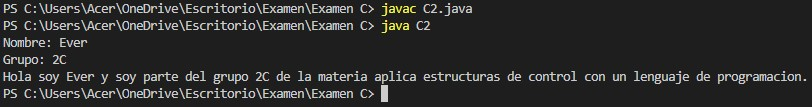 PS C:\Users\Acer\OneDrive\Escritorio\Examen\Examen C> javac C2.java
PS C:\Users\Acer\OneDrive\Escritorio\Examen\Examen C> java C2
Nombre: Ever
Grupo: 2C
Hola soy Ever y soy parte del grupo 2C de la materia aplica estructuras de control con un lenguaje de programacion.
PS C:\Users\Acer\OneDrive\Escritorio\Examen\Examen C>